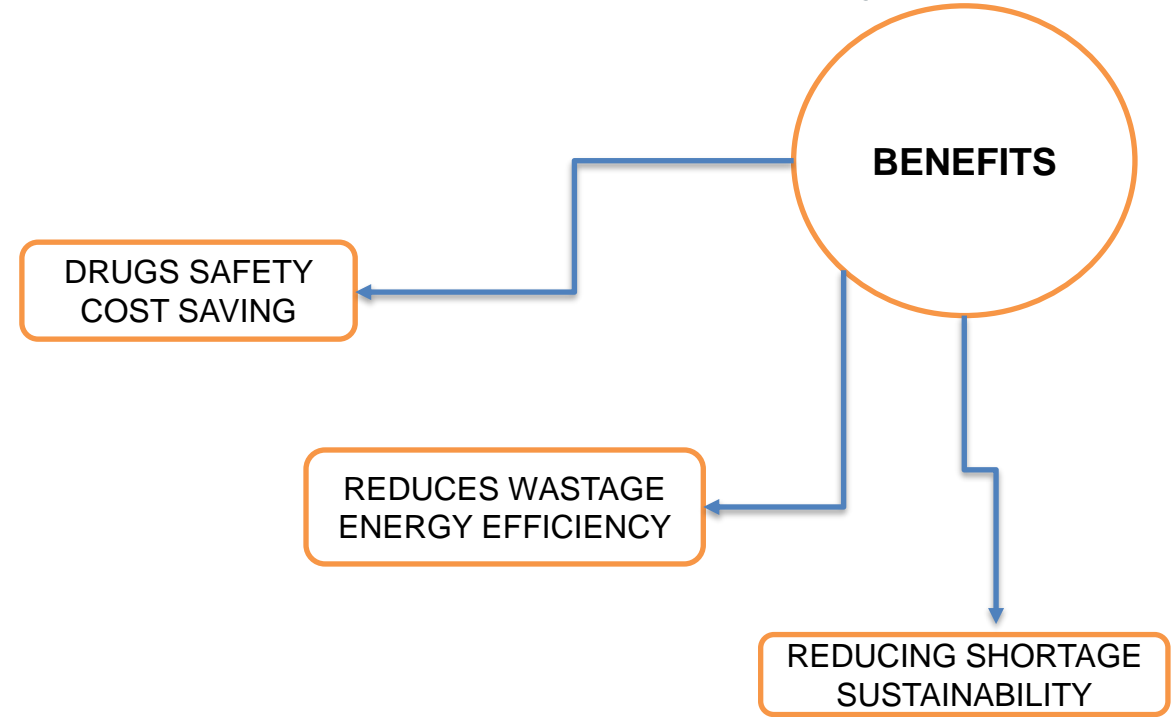 BENEFITS
DRUGS SAFETY
COST SAVING
REDUCES WASTAGE
ENERGY EFFICIENCY
REDUCING SHORTAGE
SUSTAINABILITY